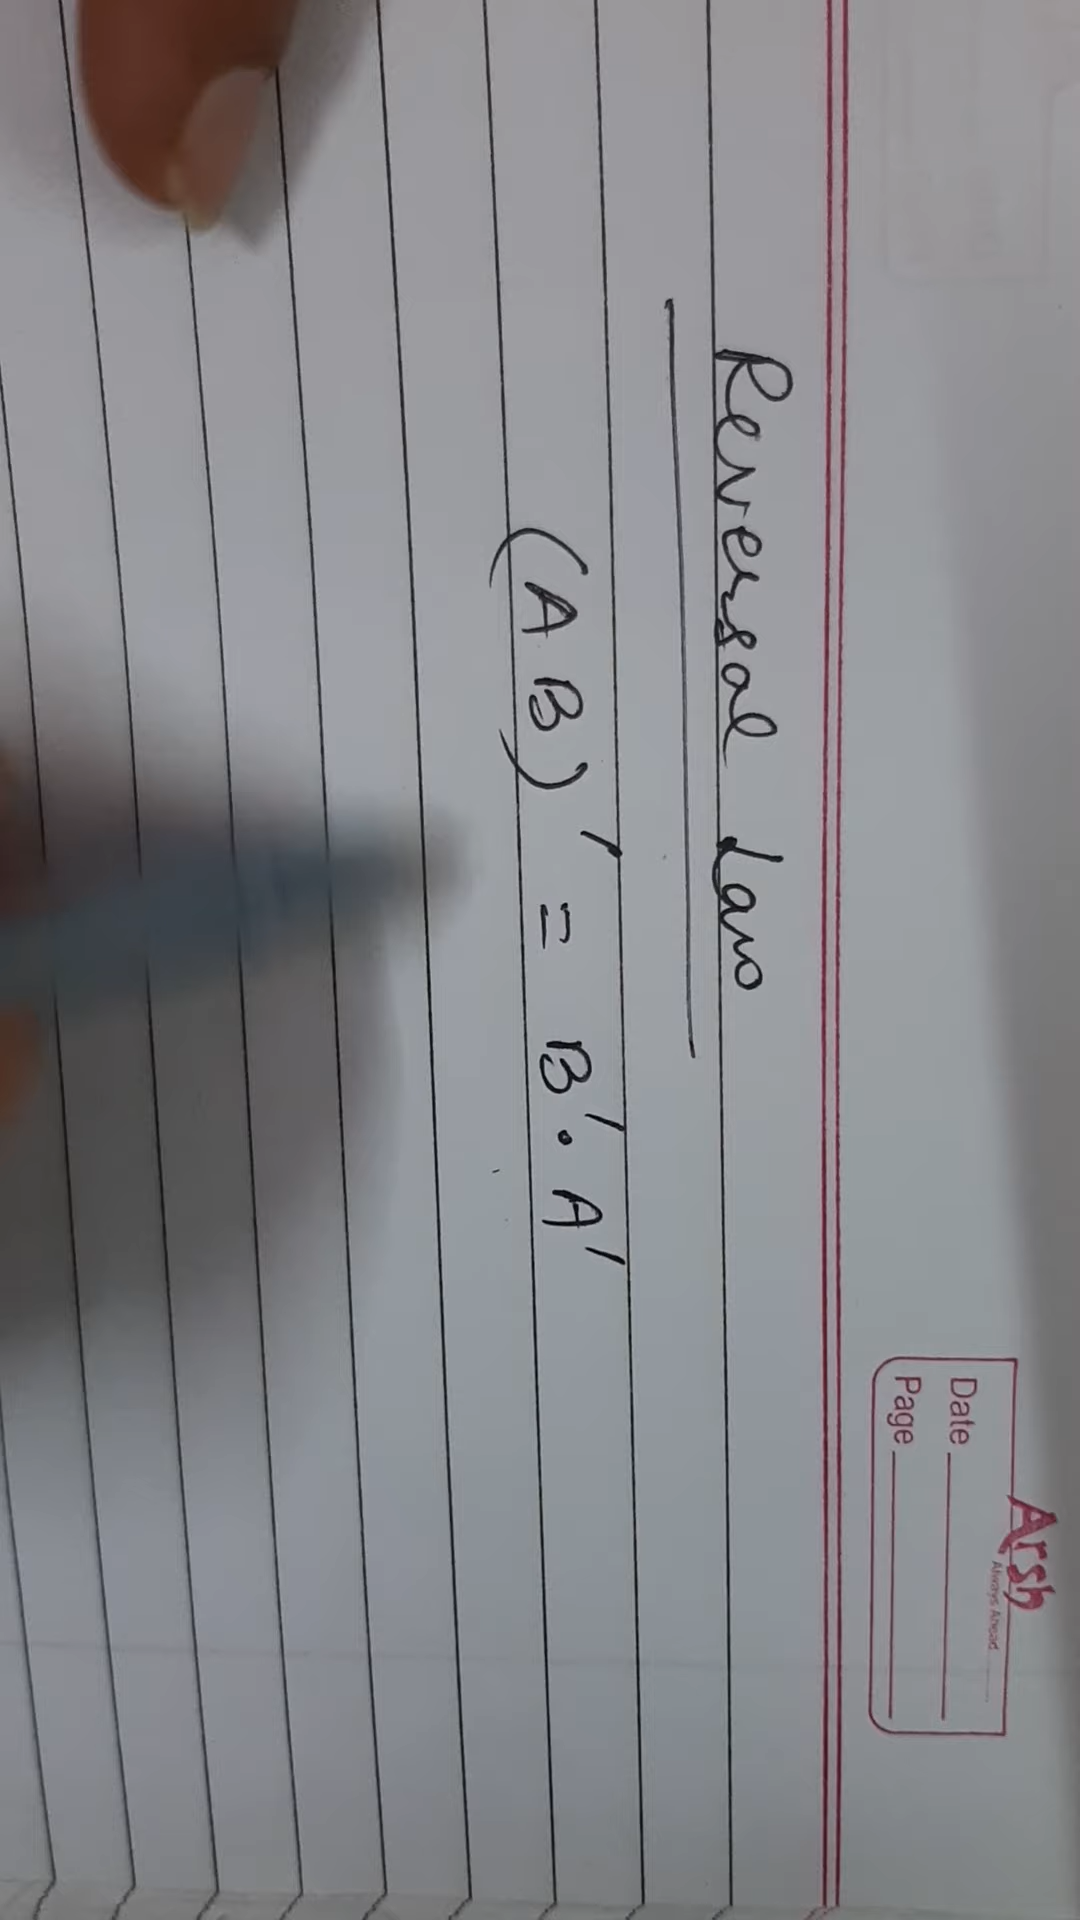 Arsh
Always Ahead
Date
Page
Reversal Law
(AB)' = B'. A'